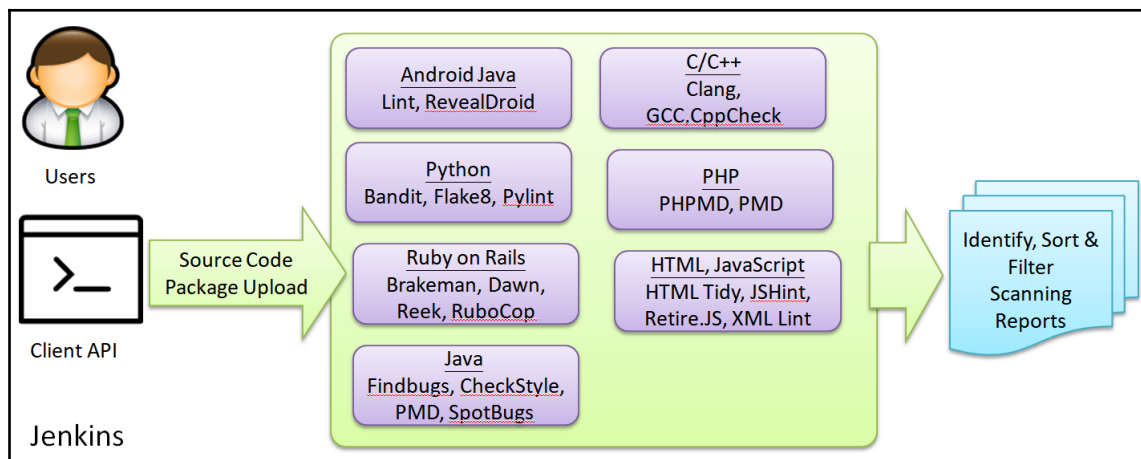 Users
Client API
Jenkins
Source Code
Package Upload
Android Java
Lint, RevealDroid
Python
Bandit, Flake8, Pylint
Ruby on Rails
Brakeman, Dawn,
Reek, RuboCop
Java
Findbugs, CheckStyle,
PMD, SpotBugs
C/C++
Clang,
GCC,CppCheck
PHP
PHPMD, PMD
HTML, JavaScript
HTML Tidy, JSHint,
Retire.JS, XML Lint
Identify, Sort &
Filter
Scanning
Reports